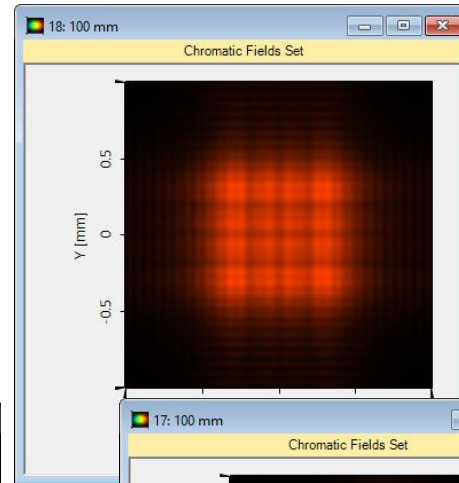 18: 100 mm
Chromatic Fields Set
0.5
Y [mm]
0
-0.5
17: 100 mm
Chromatic Fields Set